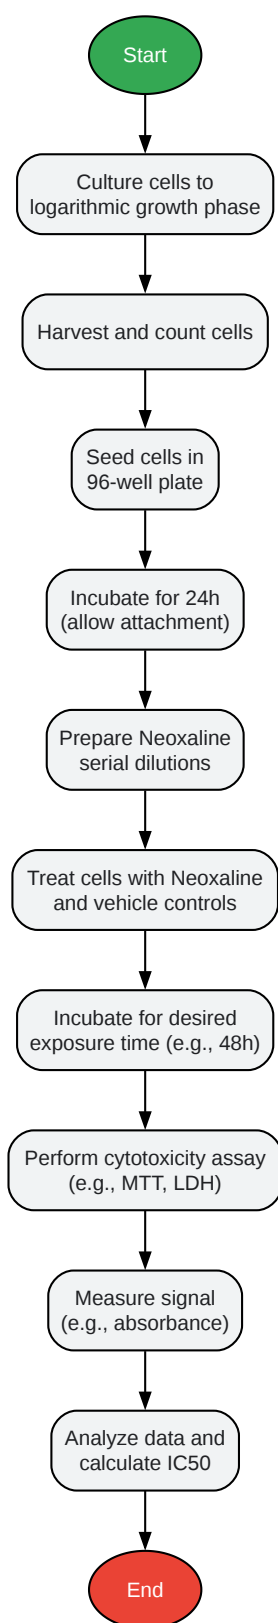 Start
Culture cells to
logarithmic growth phase
Harvest and count cells
Seed cells in
96-well plate
Incubate for 24h
(allow attachment)
Prepare Neoxaline
serial dilutions
Treat cells with Neoxaline
and vehicle controls
Incubate for desired
exposure time (e.g., 48h)
Perform cytotoxicity assay
(e.g., MTT, LDH)
Measure signal
(e.g., absorbance)
Analyze data and
calculate IC50
End